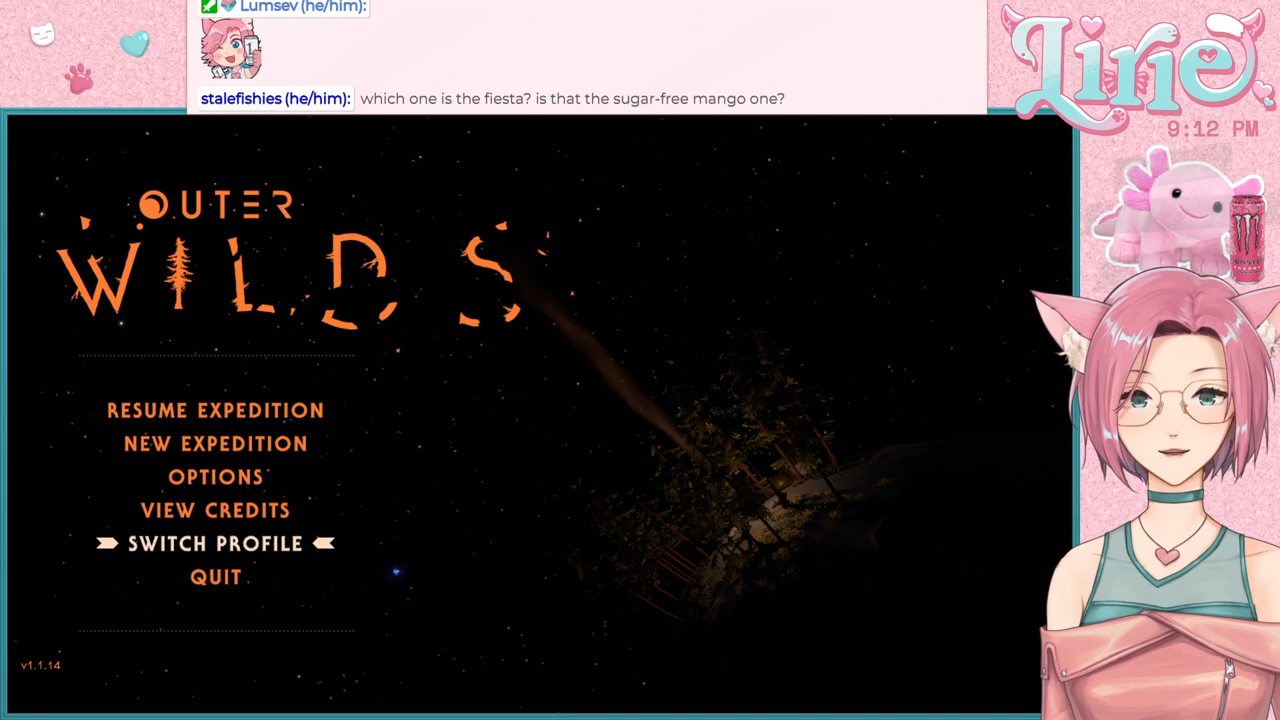 Lumsev (he/him):
stalefishies (he/him): which one is the fiesta? is that the sugar-free mango one?
Lirie
9:12 PM
OUTER
WILDS
RESUME EXPEDITION
NEW EXPEDITION
OPTIONS
VIEW CREDITS
SWITCH PROFILE
QUIT
v1.1.14